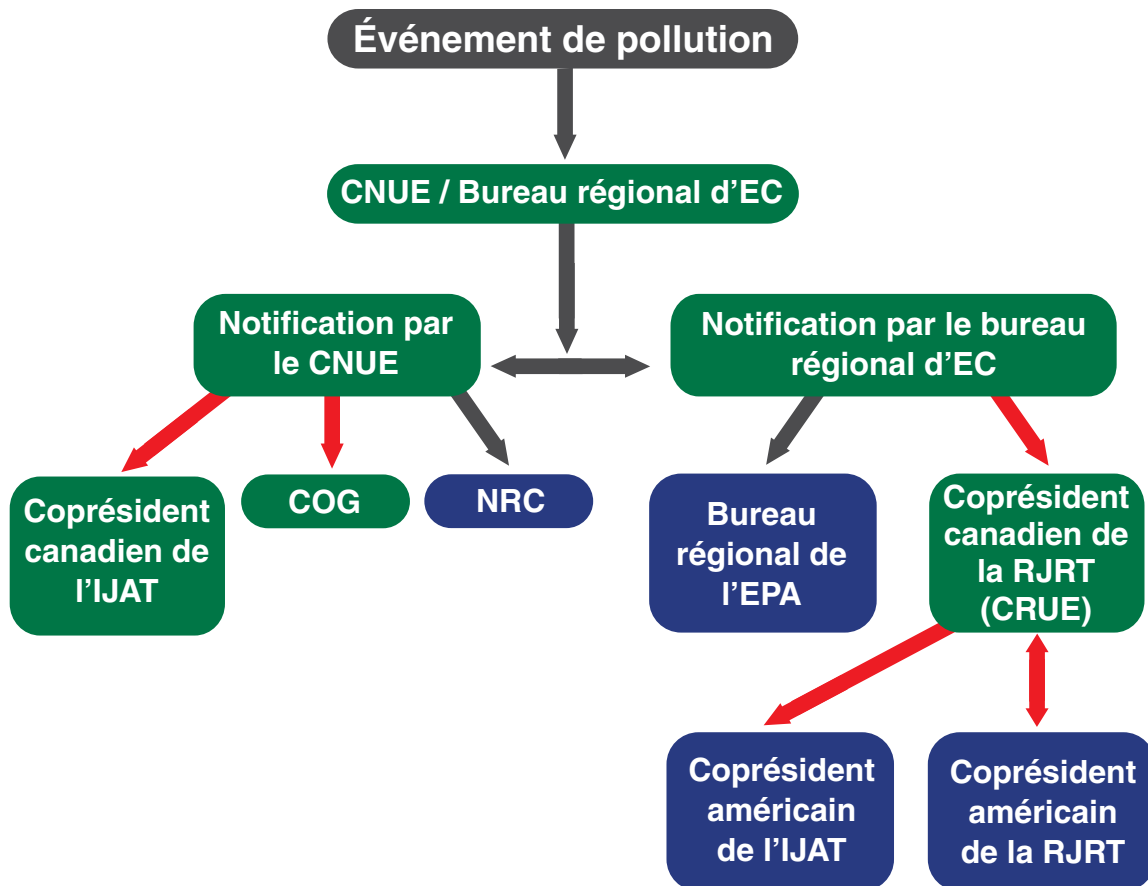 Événement de pollution
CNUE / Bureau régional d’EC
Notification par
le CNUE
Notification par le bureau
régional d’EC
Coprésident
canadien de
l’IJAT
COG
NRC
Bureau
régional de
l’EPA
Coprésident
canadien de
la RJRT
(CRUE)
Coprésident
américain
de l’IJAT
Coprésident
américain
de la RJRT